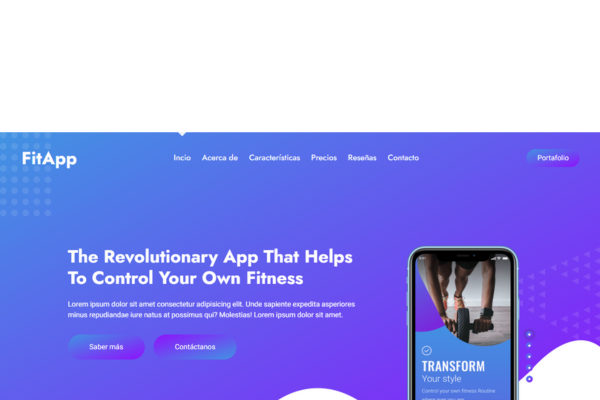 FitApp
Incio Acerca de Características Precios Reseñas Contacto
Portafolio
The Revolutionary App That Helps
To Control Your Own Fitness
Lorem ipsum dolor sit amet consectetur adipisicing elit. Unde sapiente expedita asperiores
minus repudiandae iure natus at possimus qui? Molestias! Lorem ipsum dolor sit amet.
Saber más
Contáctanos
TRANSFORM
Your style
Control your own fitness Routine